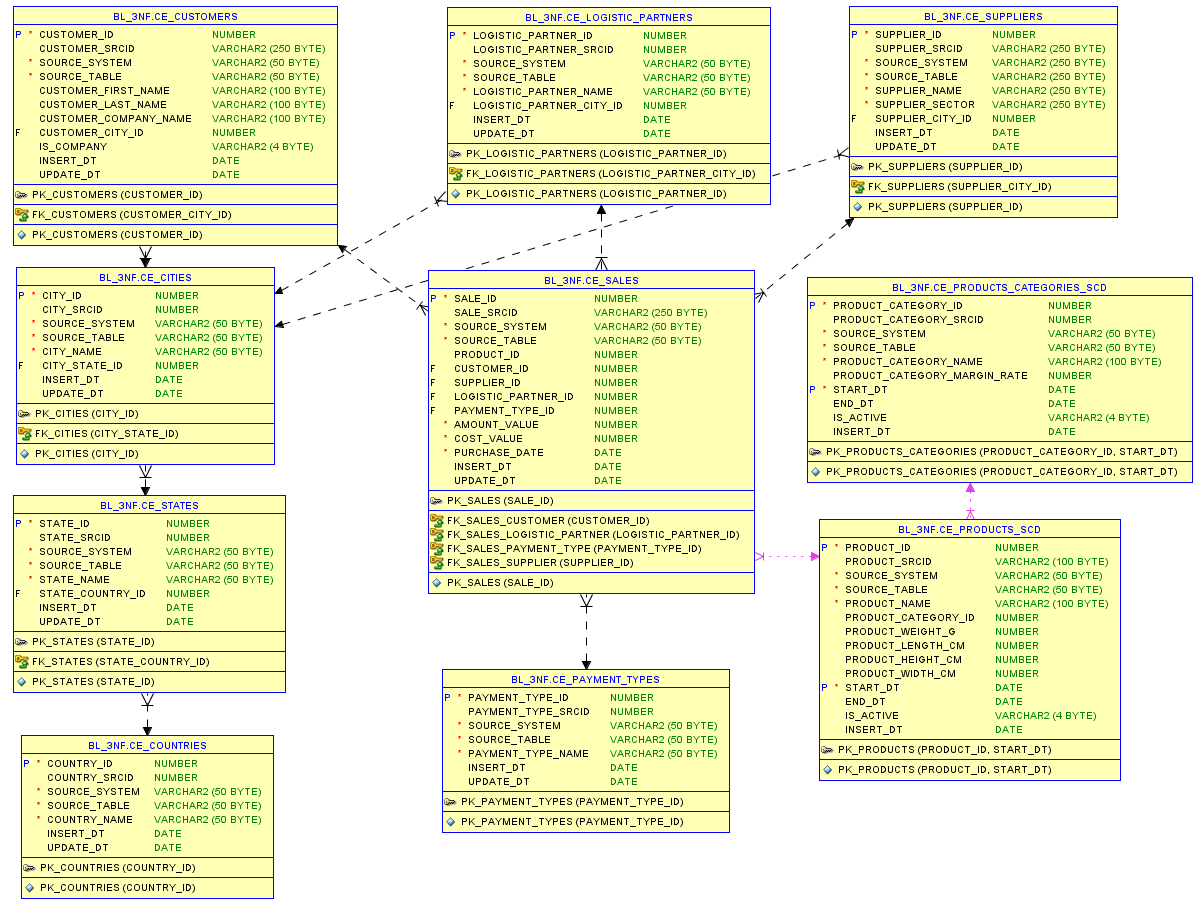 BL_3NF.CE_CUSTOMERS
P * CUSTOMER_ID NUMBER
CUSTOMER_SRCID VARCHAR2 (250 BYTE)
* SOURCE_SYSTEM VARCHAR2 (50 BYTE)
* SOURCE_TABLE VARCHAR2 (50 BYTE)
CUSTOMER_FIRST_NAME VARCHAR2 (100 BYTE)
CUSTOMER_LAST_NAME VARCHAR2 (100 BYTE)
CUSTOMER_COMPANY_NAME VARCHAR2 (100 BYTE)
F CUSTOMER_CITY_ID NUMBER
IS_COMPANY VARCHAR2 (4 BYTE)
INSERT_DT DATE
UPDATE_DT DATE
PK_CUSTOMERS (CUSTOMER_ID)
FK_CUSTOMERS (CUSTOMER_CITY_ID)
PK_CUSTOMERS (CUSTOMER_ID)
BL_3NF.CE_LOGISTIC_PARTNERS
P * LOGISTIC_PARTNER_ID NUMBER
LOGISTIC_PARTNER_SRCID NUMBER
* SOURCE_SYSTEM VARCHAR2 (50 BYTE)
* SOURCE_TABLE VARCHAR2 (50 BYTE)
* LOGISTIC_PARTNER_NAME VARCHAR2 (50 BYTE)
F LOGISTIC_PARTNER_CITY_ID NUMBER
INSERT_DT DATE
UPDATE_DT DATE
PK_LOGISTIC_PARTNERS (LOGISTIC_PARTNER_ID)
FK_LOGISTIC_PARTNERS (LOGISTIC_PARTNER_CITY_ID)
PK_LOGISTIC_PARTNERS (LOGISTIC_PARTNER_ID)
BL_3NF.CE_SUPPLIERS
P * SUPPLIER_ID NUMBER
SUPPLIER_SRCID VARCHAR2 (250 BYTE)
* SOURCE_SYSTEM VARCHAR2 (250 BYTE)
* SOURCE_TABLE VARCHAR2 (250 BYTE)
* SUPPLIER_NAME VARCHAR2 (250 BYTE)
* SUPPLIER_SECTOR VARCHAR2 (250 BYTE)
F SUPPLIER_CITY_ID NUMBER
INSERT_DT DATE
UPDATE_DT DATE
PK_SUPPLIERS (SUPPLIER_ID)
FK_SUPPLIERS (SUPPLIER_CITY_ID)
PK_SUPPLIERS (SUPPLIER_ID)
BL_3NF.CE_CITIES
P * CITY_ID NUMBER
CITY_SRCID NUMBER
* SOURCE_SYSTEM VARCHAR2 (50 BYTE)
* SOURCE_TABLE VARCHAR2 (50 BYTE)
* CITY_NAME VARCHAR2 (50 BYTE)
F CITY_STATE_ID NUMBER
INSERT_DT DATE
UPDATE_DT DATE
PK_CITIES (CITY_ID)
FK_CITIES (CITY_STATE_ID)
PK_CITIES (CITY_ID)
BL_3NF.CE_SALES
P * SALE_ID NUMBER
SALE_SRCID VARCHAR2 (250 BYTE)
* SOURCE_SYSTEM VARCHAR2 (50 BYTE)
* SOURCE_TABLE VARCHAR2 (50 BYTE)
PRODUCT_ID NUMBER
F CUSTOMER_ID NUMBER
F SUPPLIER_ID NUMBER
F LOGISTIC_PARTNER_ID NUMBER
F PAYMENT_TYPE_ID NUMBER
* AMOUNT_VALUE NUMBER
* COST_VALUE NUMBER
* PURCHASE_DATE DATE
INSERT_DT DATE
UPDATE_DT DATE
PK_SALES (SALE_ID)
FK_SALES_CUSTOMER (CUSTOMER_ID)
FK_SALES_LOGISTIC_PARTNER (LOGISTIC_PARTNER_ID)
FK_SALES_PAYMENT_TYPE (PAYMENT_TYPE_ID)
FK_SALES_SUPPLIER (SUPPLIER_ID)
PK_SALES (SALE_ID)
BL_3NF.CE_PRODUCTS_CATEGORIES_SCD
P * PRODUCT_CATEGORY_ID NUMBER
PRODUCT_CATEGORY_SRCID NUMBER
* SOURCE_SYSTEM VARCHAR2 (50 BYTE)
* SOURCE_TABLE VARCHAR2 (50 BYTE)
* PRODUCT_CATEGORY_NAME VARCHAR2 (100 BYTE)
PRODUCT_CATEGORY_MARGIN_RATE NUMBER
P * START_DT DATE
END_DT DATE
IS_ACTIVE VARCHAR2 (4 BYTE)
INSERT_DT DATE
PK_PRODUCTS_CATEGORIES (PRODUCT_CATEGORY_ID, START_DT)
PK_PRODUCTS_CATEGORIES (PRODUCT_CATEGORY_ID, START_DT)
BL_3NF.CE_STATES
P * STATE_ID NUMBER
STATE_SRCID NUMBER
* SOURCE_SYSTEM VARCHAR2 (50 BYTE)
* SOURCE_TABLE VARCHAR2 (50 BYTE)
* STATE_NAME VARCHAR2 (50 BYTE)
F STATE_COUNTRY_ID NUMBER
INSERT_DT DATE
UPDATE_DT DATE
PK_STATES (STATE_ID)
FK_STATES (STATE_COUNTRY_ID)
PK_STATES (STATE_ID)
BL_3NF.CE_PRODUCTS_SCD
P * PRODUCT_ID NUMBER
PRODUCT_SRCID VARCHAR2 (100 BYTE)
* SOURCE_SYSTEM VARCHAR2 (50 BYTE)
* SOURCE_TABLE VARCHAR2 (50 BYTE)
* PRODUCT_NAME VARCHAR2 (100 BYTE)
PRODUCT_CATEGORY_ID NUMBER
PRODUCT_WEIGHT_G NUMBER
PRODUCT_LENGTH_CM NUMBER
PRODUCT_HEIGHT_CM NUMBER
PRODUCT_WIDTH_CM NUMBER
P * START_DT DATE
END_DT DATE
IS_ACTIVE VARCHAR2 (4 BYTE)
INSERT_DT DATE
PK_PRODUCTS (PRODUCT_ID, START_DT)
PK_PRODUCTS (PRODUCT_ID, START_DT)
BL_3NF.CE_PAYMENT_TYPES
P * PAYMENT_TYPE_ID NUMBER
PAYMENT_TYPE_SRCID NUMBER
* SOURCE_SYSTEM VARCHAR2 (50 BYTE)
* SOURCE_TABLE VARCHAR2 (50 BYTE)
* PAYMENT_TYPE_NAME VARCHAR2 (50 BYTE)
INSERT_DT DATE
UPDATE_DT DATE
PK_PAYMENT_TYPES (PAYMENT_TYPE_ID)
PK_PAYMENT_TYPES (PAYMENT_TYPE_ID)
BL_3NF.CE_COUNTRIES
P * COUNTRY_ID NUMBER
COUNTRY_SRCID NUMBER
* SOURCE_SYSTEM VARCHAR2 (50 BYTE)
* SOURCE_TABLE VARCHAR2 (50 BYTE)
* COUNTRY_NAME VARCHAR2 (50 BYTE)
INSERT_DT DATE
UPDATE_DT DATE
PK_COUNTRIES (COUNTRY_ID)
PK_COUNTRIES (COUNTRY_ID)